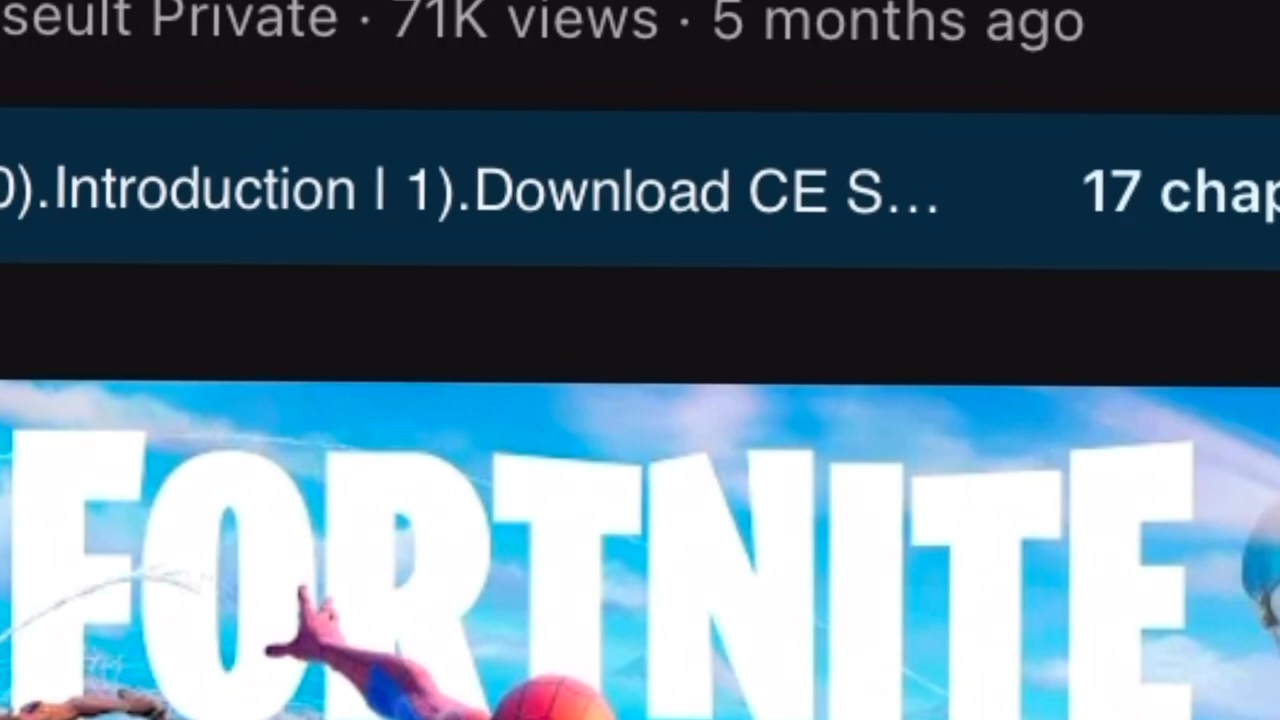 seult Private · 71K views · 5 months ago
0).Introduction | 1).Download CE S... 17 chap
FORTNITE